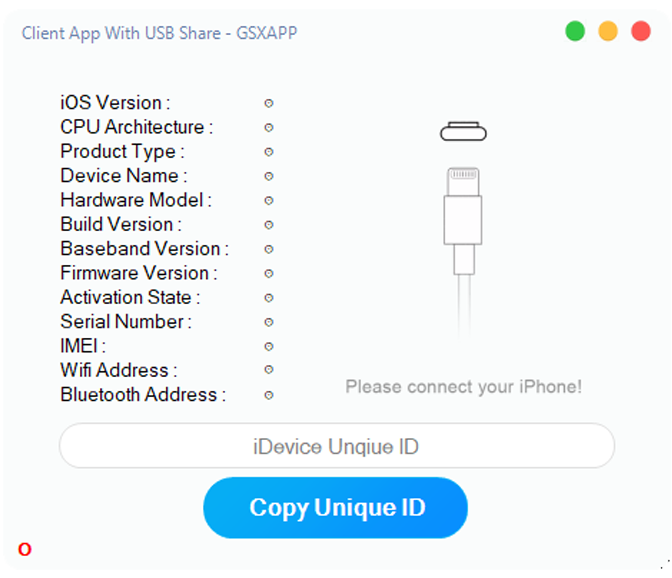 Client App With USB Share - GSXAPP
iOS Version :
CPU Architecture :
Product Type :
Device Name :
Hardware Model :
Build Version :
Baseband Version :
Firmware Version :
Activation State :
Serial Number :
IMEI :
Wifi Address :
Bluetooth Address :
Please connect your iPhone!
iDevice Unqiue ID
Copy Unique ID
O